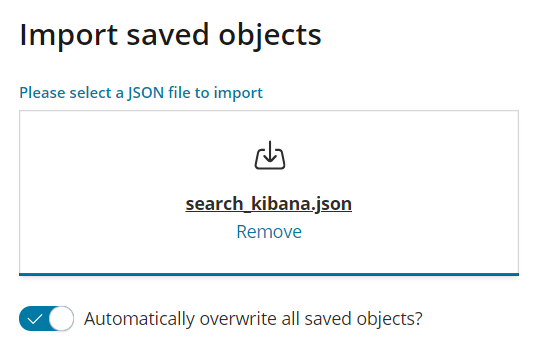 Import saved objects
Please select a JSON file to import
search_kibana.json
Remove
Automatically overwrite all saved objects?